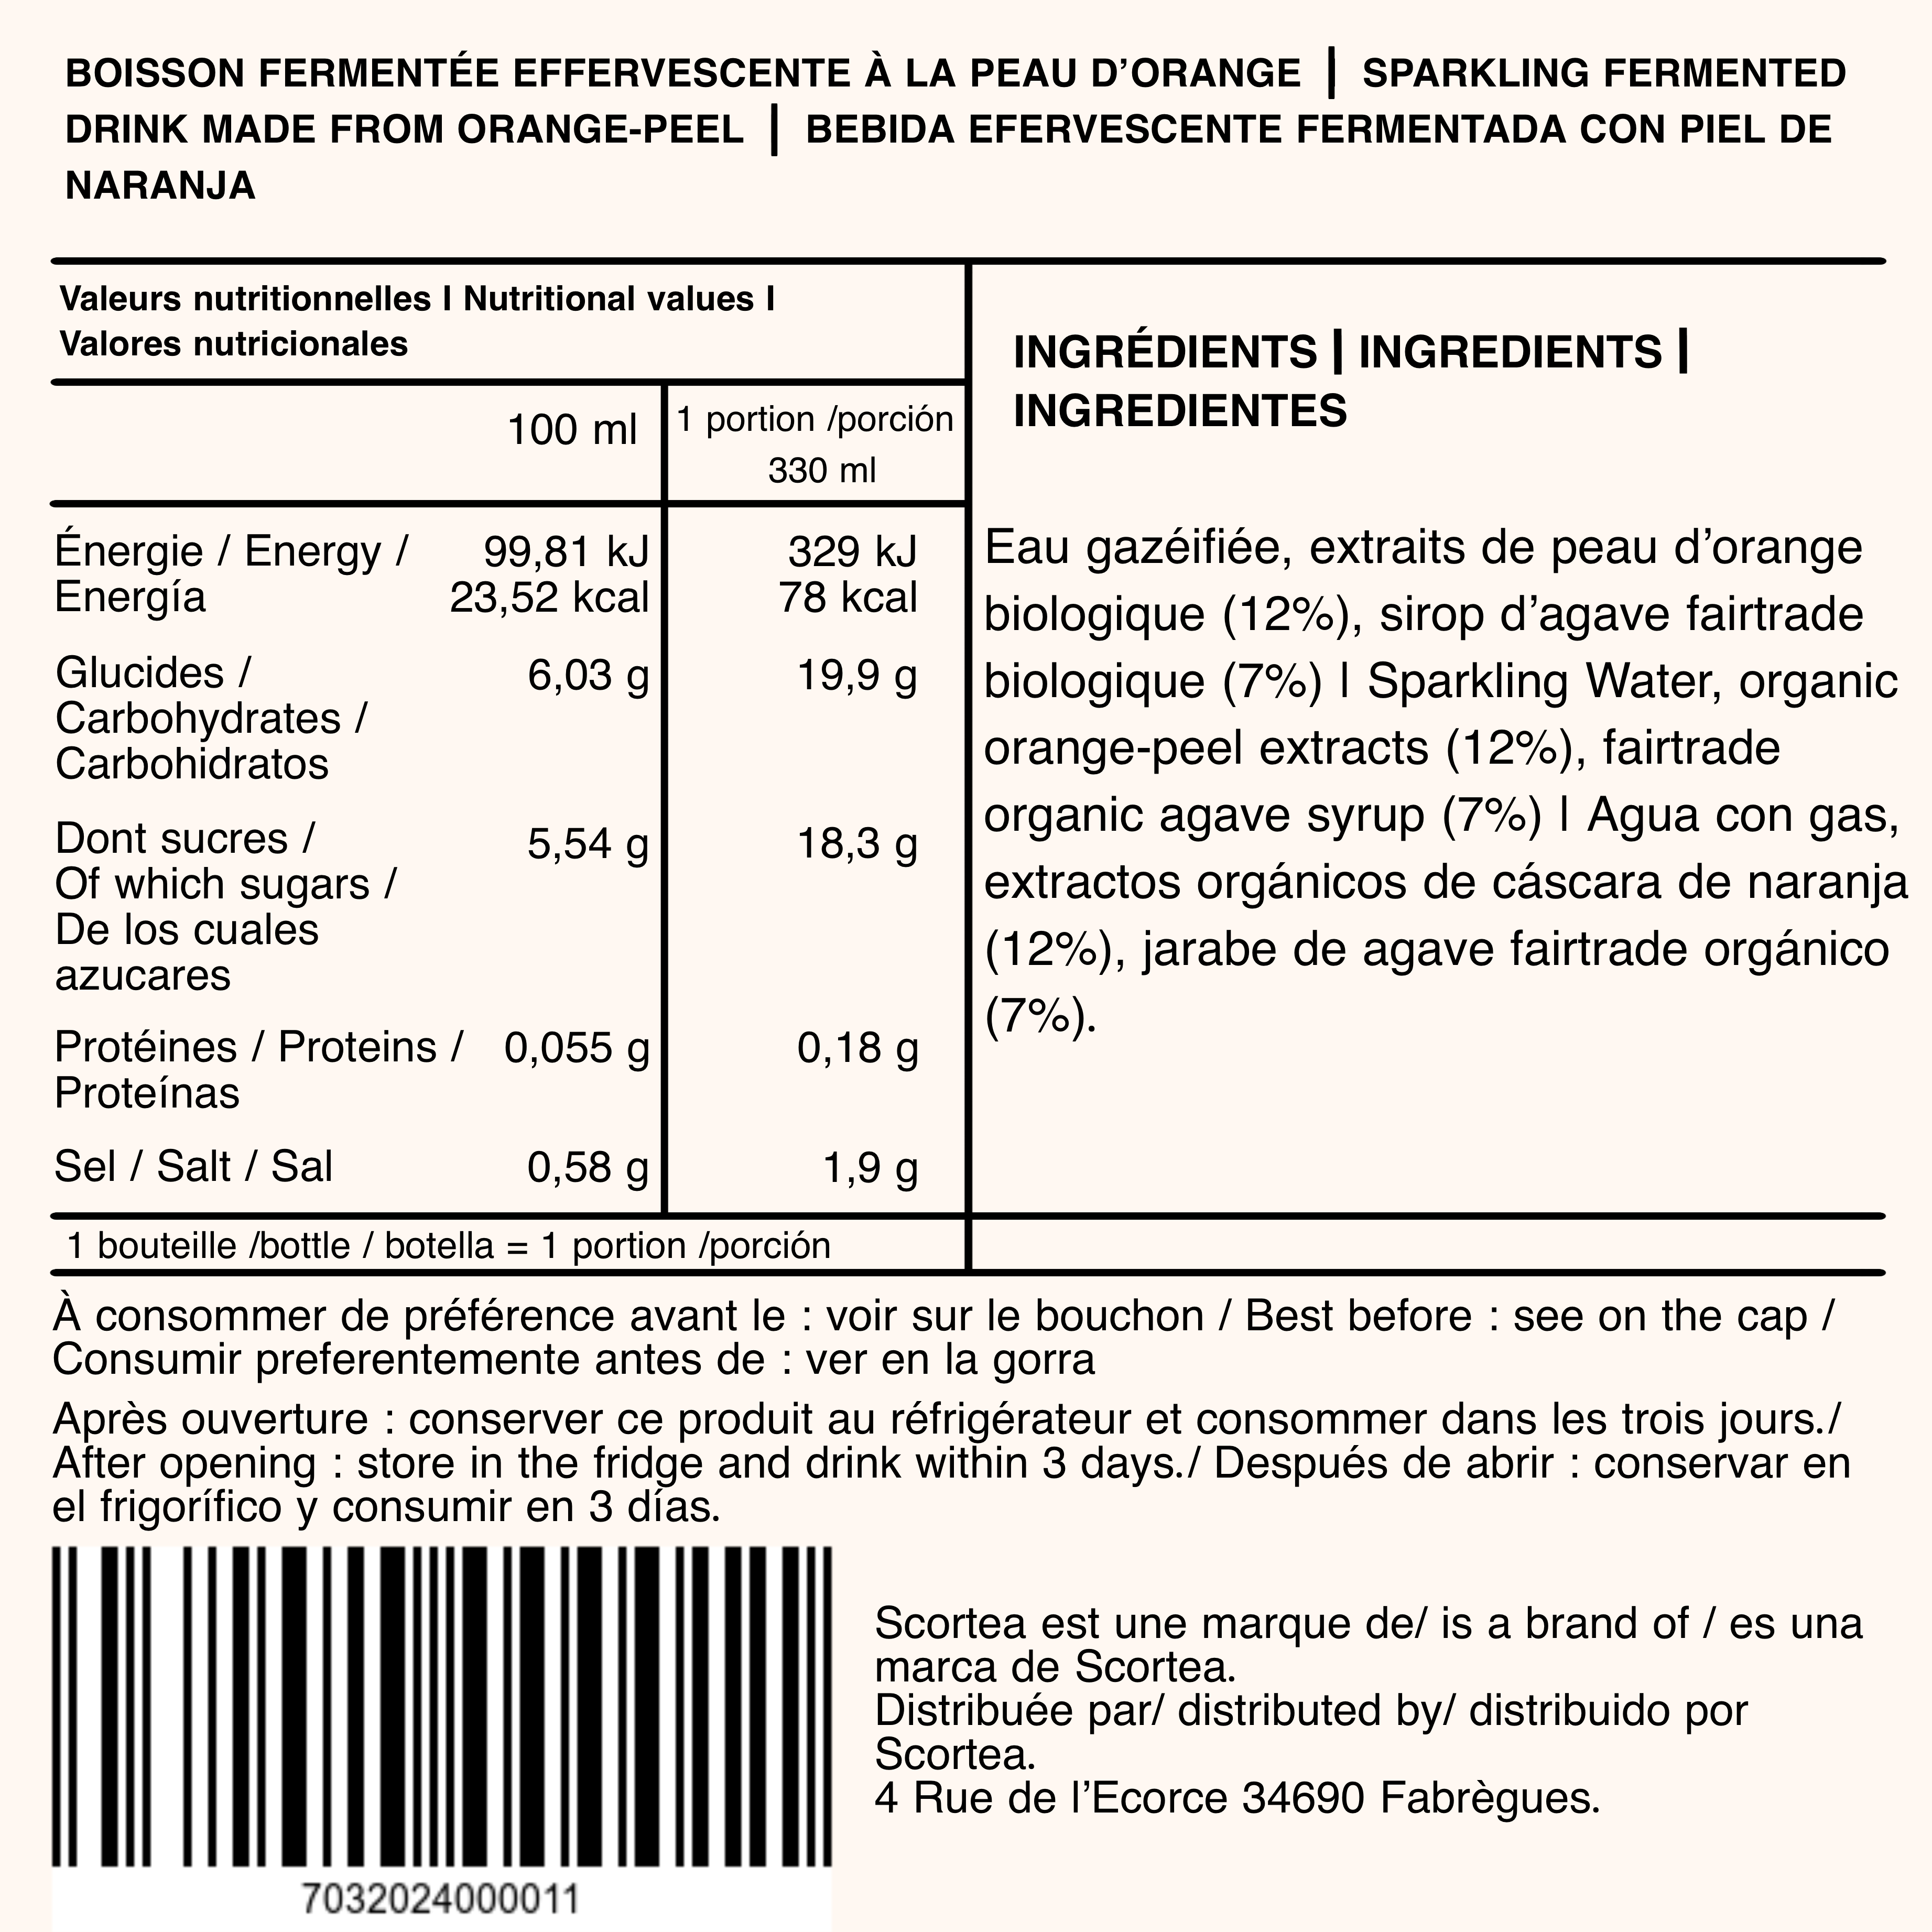 BOISSON FERMENTÉE EFFERVESCENTE À LA PEAU D’ORANGE | SPARKLING FERMENTED
DRINK MADE FROM ORANGE-PEEL | BEBIDA EFERVESCENTE FERMENTADA CON PIEL DE
NARANJA
Valeurs nutritionnelles I Nutritional values I
Valores nutricionales
100 ml
1 portion /porción
330 ml
Énergie / Energy / 99,81 kJ 329 kJ
Energía 23,52 kcal 78 kcal
Glucides / 6,03 g 19,9 g
Carbohydrates /
Carbohidratos
Dont sucres / 5,54 g 18,3 g
Of which sugars /
De los cuales
azucares
Protéines / Proteins / 0,055 g 0,18 g
Proteínas
Sel / Salt / Sal 0,58 g 1,9 g
1 bouteille /bottle / botella = 1 portion /porción
INGRÉDIENTS | INGREDIENTS |
INGREDIENTES
Eau gazéifiée, extraits de peau d’orange
biologique (12%), sirop d’agave fairtrade
biologique (7%) I Sparkling Water, organic
orange-peel extracts (12%), fairtrade
organic agave syrup (7%) I Agua con gas,
extractos orgánicos de cáscara de naranja
(12%), jarabe de agave fairtrade orgánico
(7%).
À consommer de préférence avant le : voir sur le bouchon / Best before : see on the cap /
Consumir preferentemente antes de : ver en la gorra
Après ouverture : conserver ce produit au réfrigérateur et consommer dans les trois jours./
After opening : store in the fridge and drink within 3 days./ Después de abrir : conservar en
el frigorífico y consumir en 3 días.
7032024000011
Scortea est une marque de/ is a brand of / es una
marca de Scortea.
Distribuée par/ distributed by/ distribuido por
Scortea.
4 Rue de l’Ecorce 34690 Fabrègues.